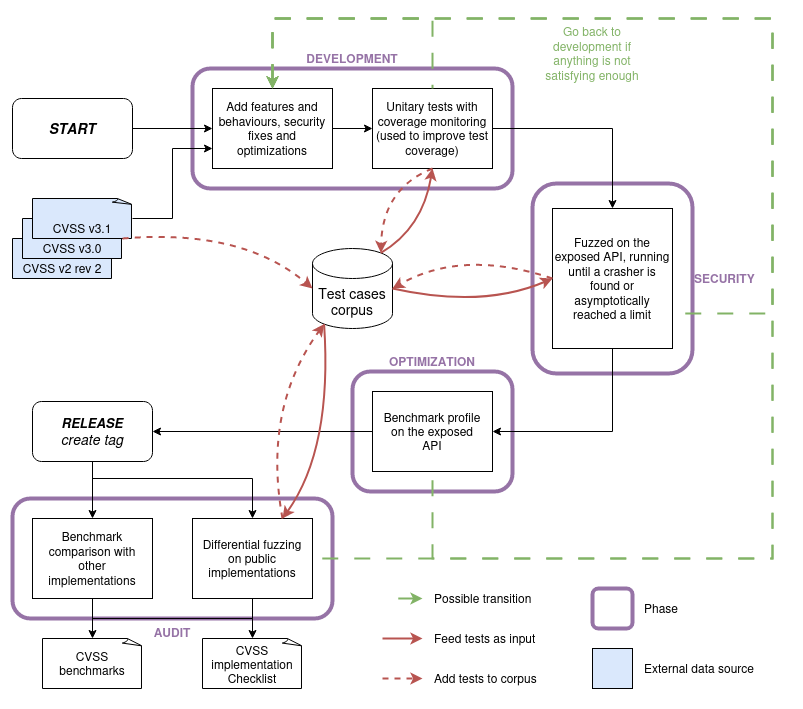 Go back to
development if
anything is not
satisfying enough
DEVELOPMENT
START
Add features and
behaviours, security
fixes and
optimizations
Unitary tests with
coverage monitoring
(used to improve test
coverage)
CVSS v3.1
CVSS v3.0
CVSS v2 rev 2
Test cases
corpus
Fuzzed on the
exposed API, running
until a crasher is
found or
asymptotically
reached a limit
SECURITY
OPTIMIZATION
Benchmark profile
on the exposed
API
RELEASE
create tag
Benchmark
comparison with
other
implementations
Differential fuzzing
on public
implementations
AUDIT
CVSS
benchmarks
CVSS
implementation
Checklist
Possible transition
Feed tests as input
Add tests to corpus
Phase
External data source